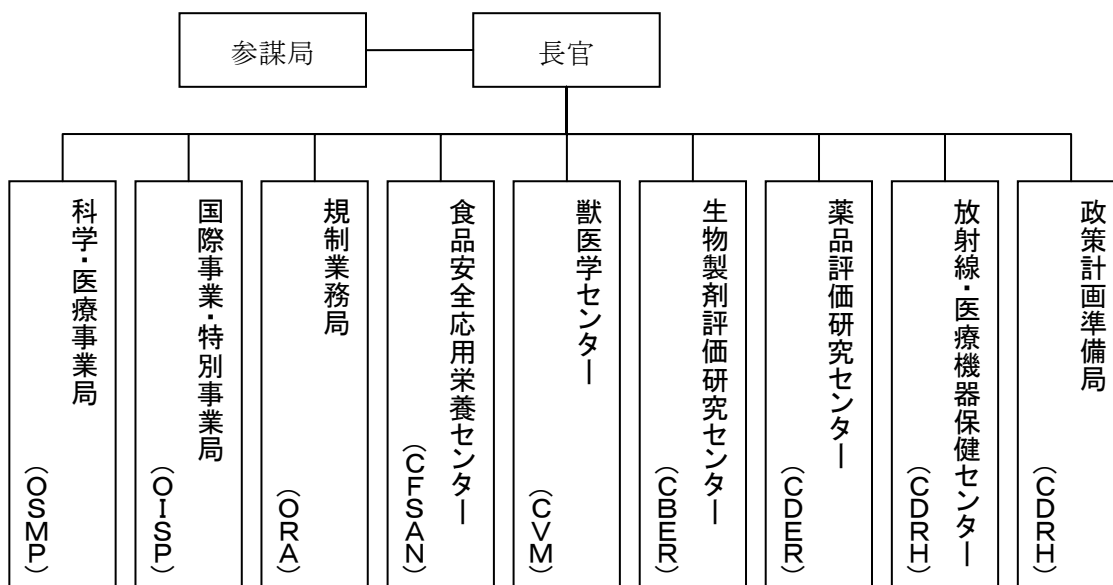 参謀局
長官
科学・医療事業局
(OSMP)
国際事業・特別事業局
(OISP)
規制業務局
(ORA)
食品安全応用栄養センター
(CFSAN)
獣医学センター
(CVM)
生物製剤評価研究センター
(CBER)
薬品評価研究センター
(CDER)
放射線・医療機器保健センター
(CDRH)
政策計画準備局
(CDRH)